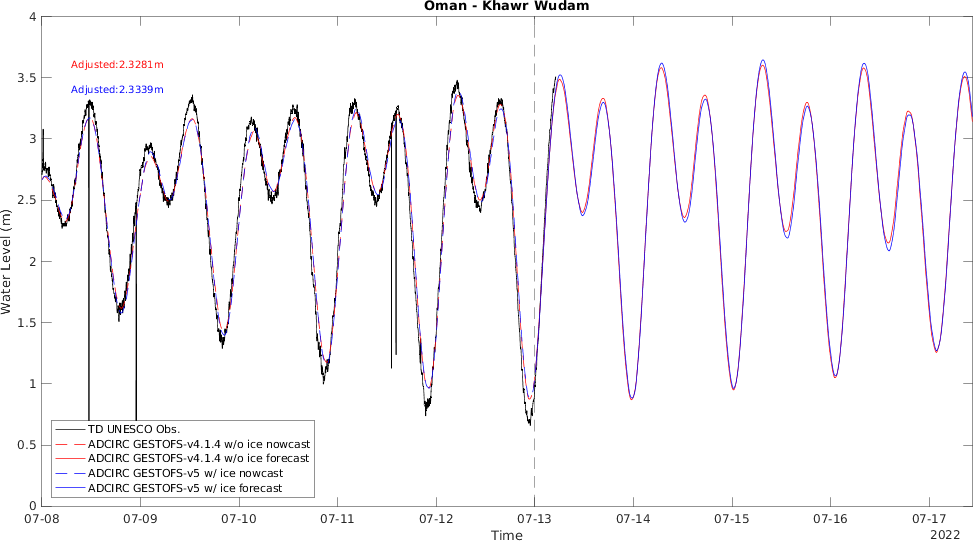 Oman - Khawr Wudam
4
3.5
3
2.5
2
1.5
1
0.5
0
Water Level (m)
Adjusted:2.3281m
Adjusted:2.3339m
TD UNESCO Obs.
ADCIRC GESTOFS-v4.1.4 w/o ice nowcast
ADCIRC GESTOFS-v4.1.4 w/o ice forecast
ADCIRC GESTOFS-v5 w/ ice nowcast
ADCIRC GESTOFS-v5 w/ ice forecast
07-08 07-09 07-10 07-11 07-12 07-13 07-14 07-15 07-16 07-17
Time
2022